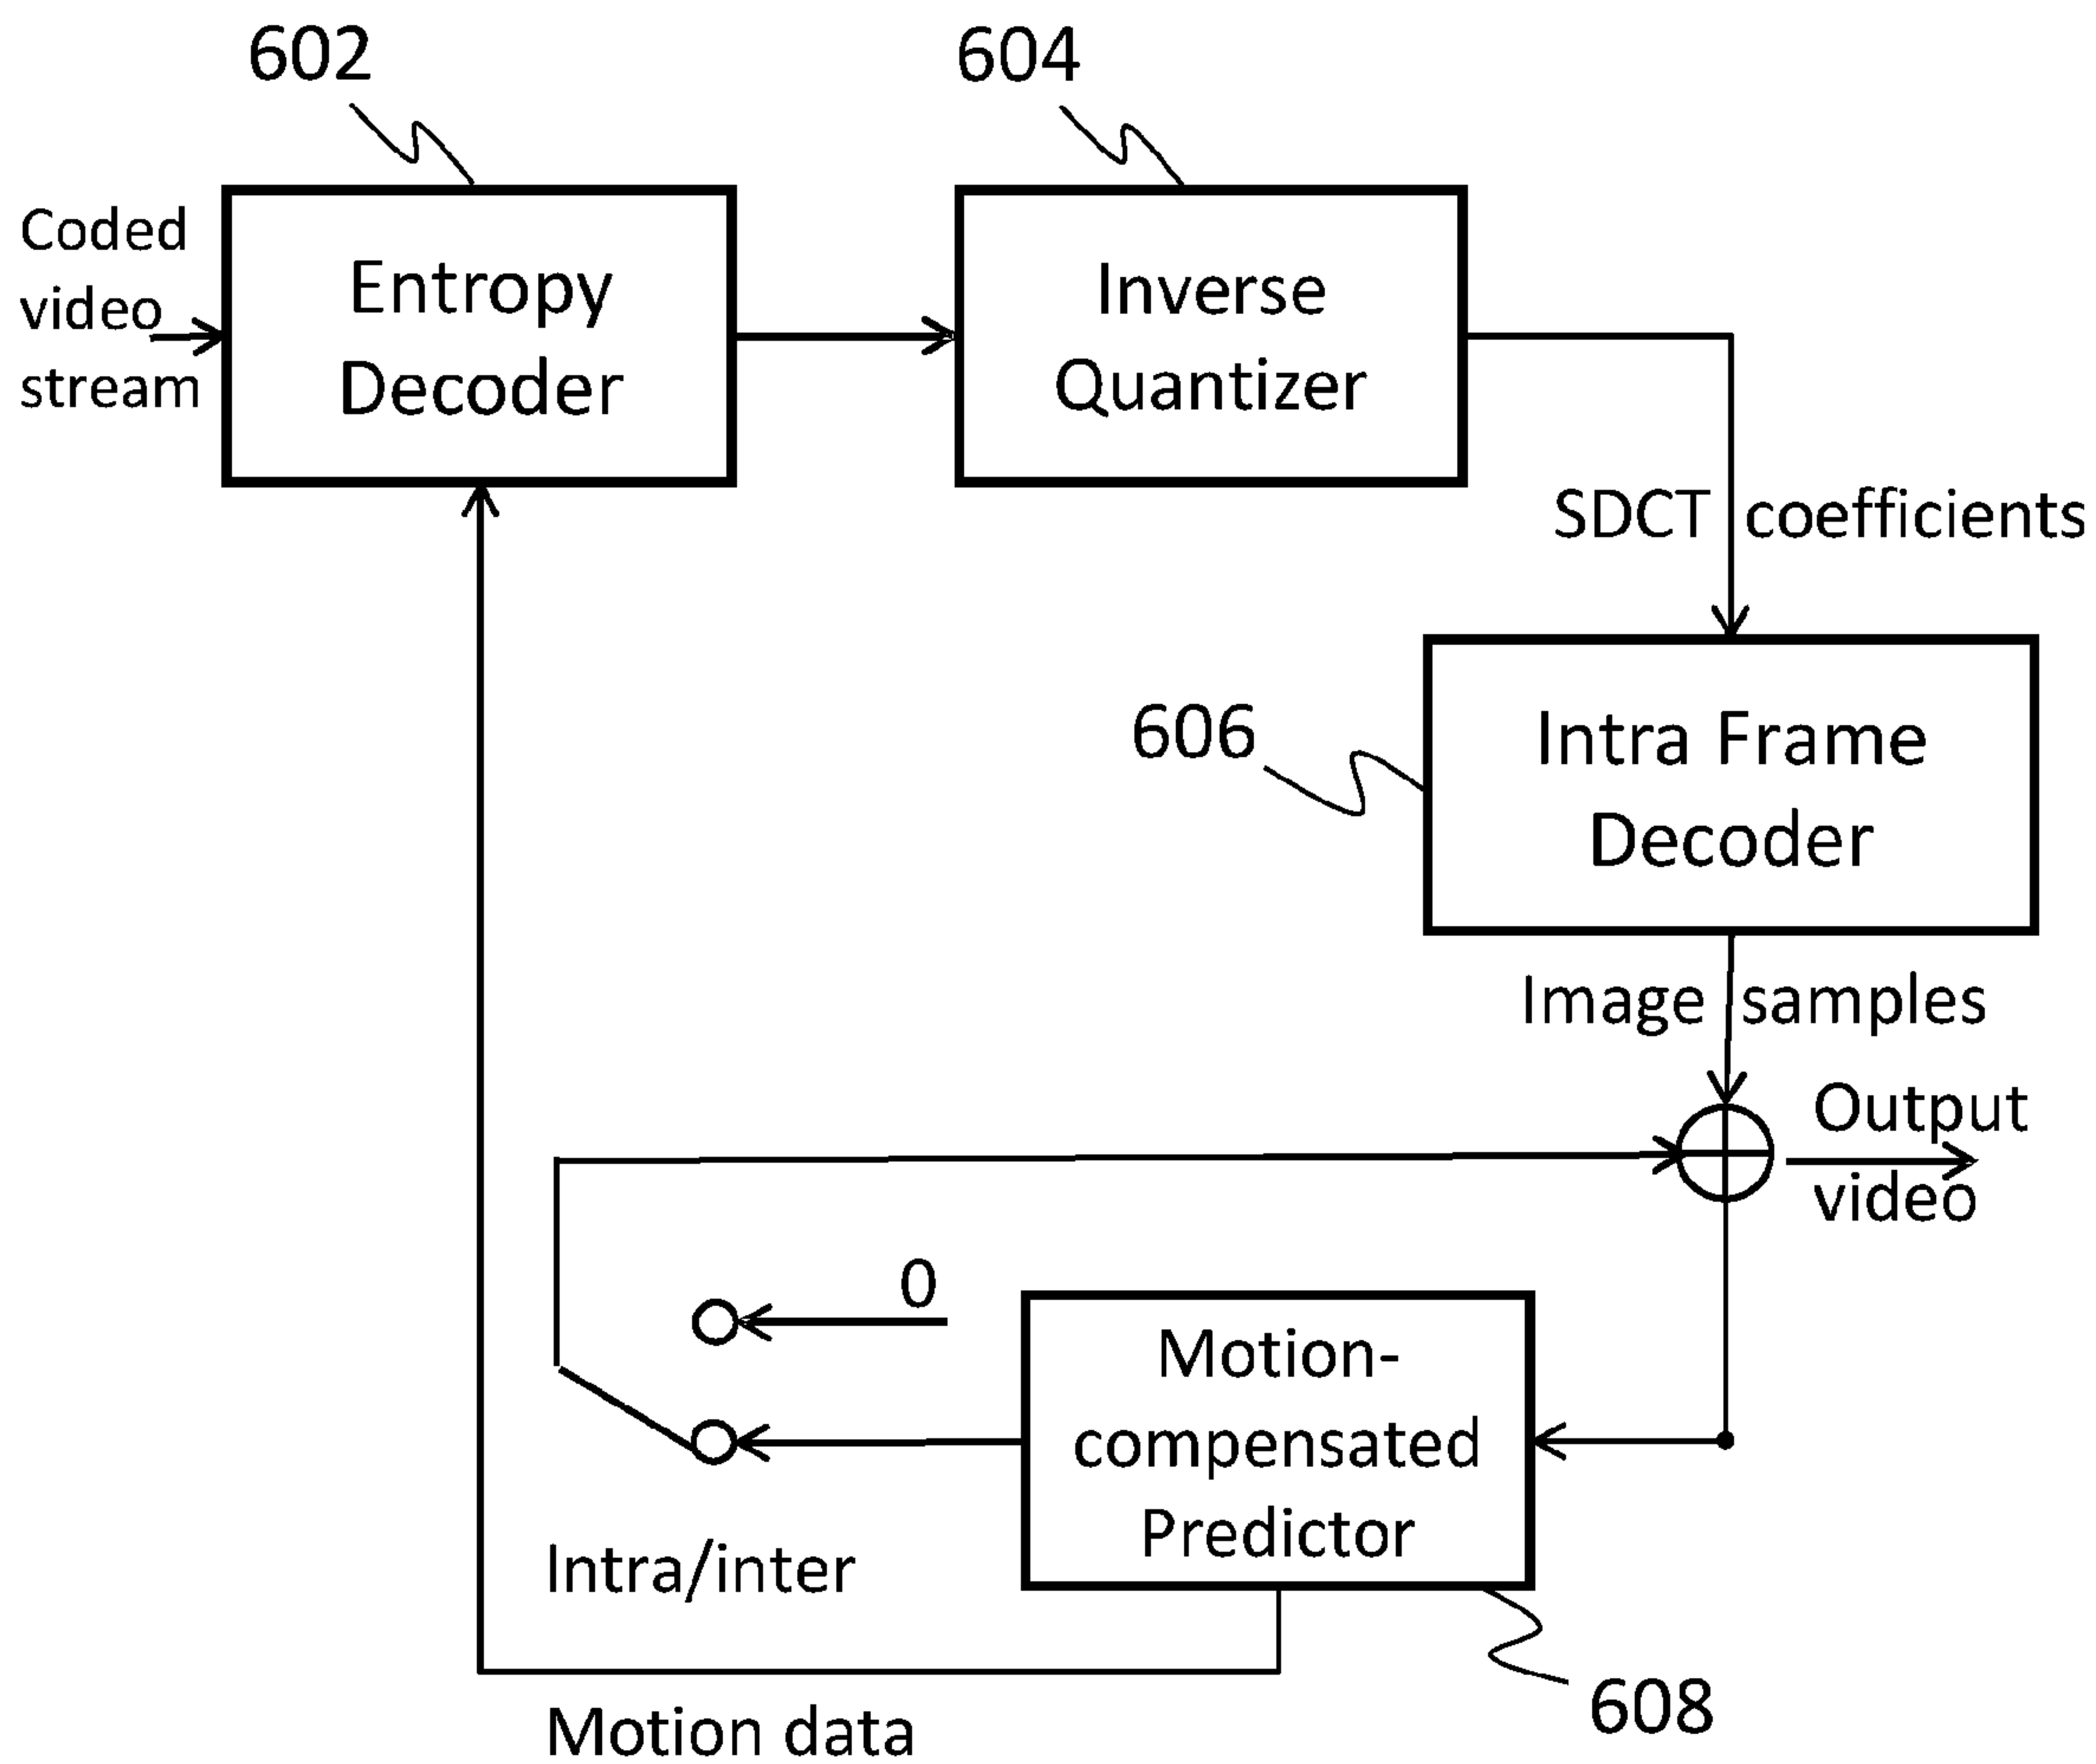 602
604
Coded
video
stream
Entropy
Decoder
Inverse
Quantizer
SDCT coefficients
606
Intra Frame
Decoder
Image samples
Output
video
0
Motion-
compensated
Predictor
Intra/inter
608
Motion data